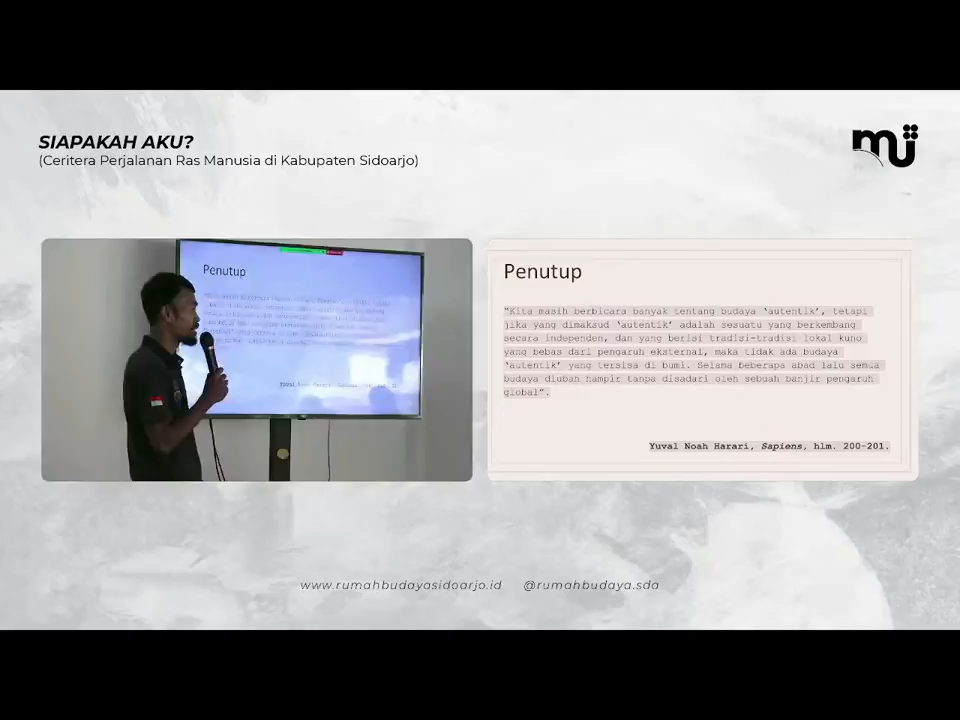 SIAPAKAH AKU?
(Ceritera Perjalanan Ras Manusia di Kabupaten Sidoarjo)
mu
Penutup
Penutup
"Kita masih berbicara banyak tentang budaya 'autentik', tetapi
jika yang dimaksud 'autentik' adalah sesuatu yang berkembang
secara independen, dan yang berisi tradisi-tradisi lokal kuno
yang bebas dari pengaruh eksternal, maka tidak ada budaya
'autentik' yang tersisa di bumi. Selama beberapa abad lalu semua
budaya diubah hampir tanpa disadari oleh sebuah banjir pengaruh
global".
Yuval Noah Harari, Sapiens, hlm. 200-201.
www.rumahbudayasidoarjo.id @rumahbudaya.sda